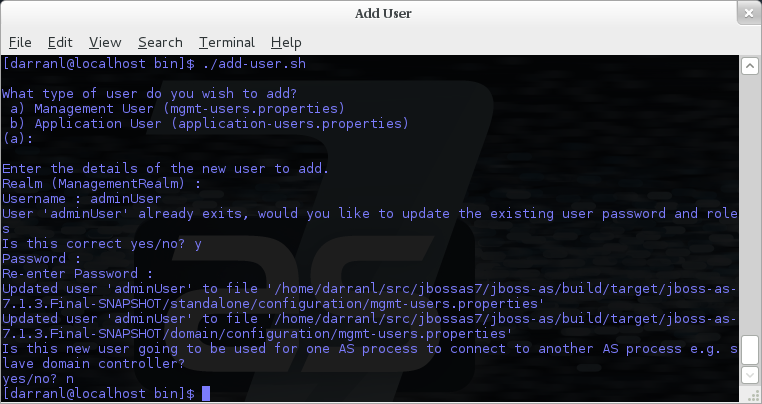 Add User
File Edit View Search Terminal Help
[darranl@localhost bin]$ ./add-user.sh
What type of user do you wish to add?
a) Management User (mgmt-users.properties)
b) Application User (application-users.properties)
(a):
Enter the details of the new user to add.
Realm (ManagementRealm) :
Username : adminUser
User 'adminUser' already exits, would you like to update the existing user password and role
s
Is this correct yes/no? y
Password :
Re-enter Password :
Updated user 'adminUser' to file '/home/darranl/src/jbossas7/jboss-as/build/target/jboss-as-
7.1.3.Final-SNAPSHOT/standalone/configuration/mgmt-users.properties'
Updated user 'adminUser' to file '/home/darranl/src/jbossas7/jboss-as/build/target/jboss-as-
7.1.3.Final-SNAPSHOT/domain/configuration/mgmt-users.properties'
Is this new user going to be used for one AS process to connect to another AS process e.g. s
lave domain controller?
yes/no? n
[darranl@localhost bin]$